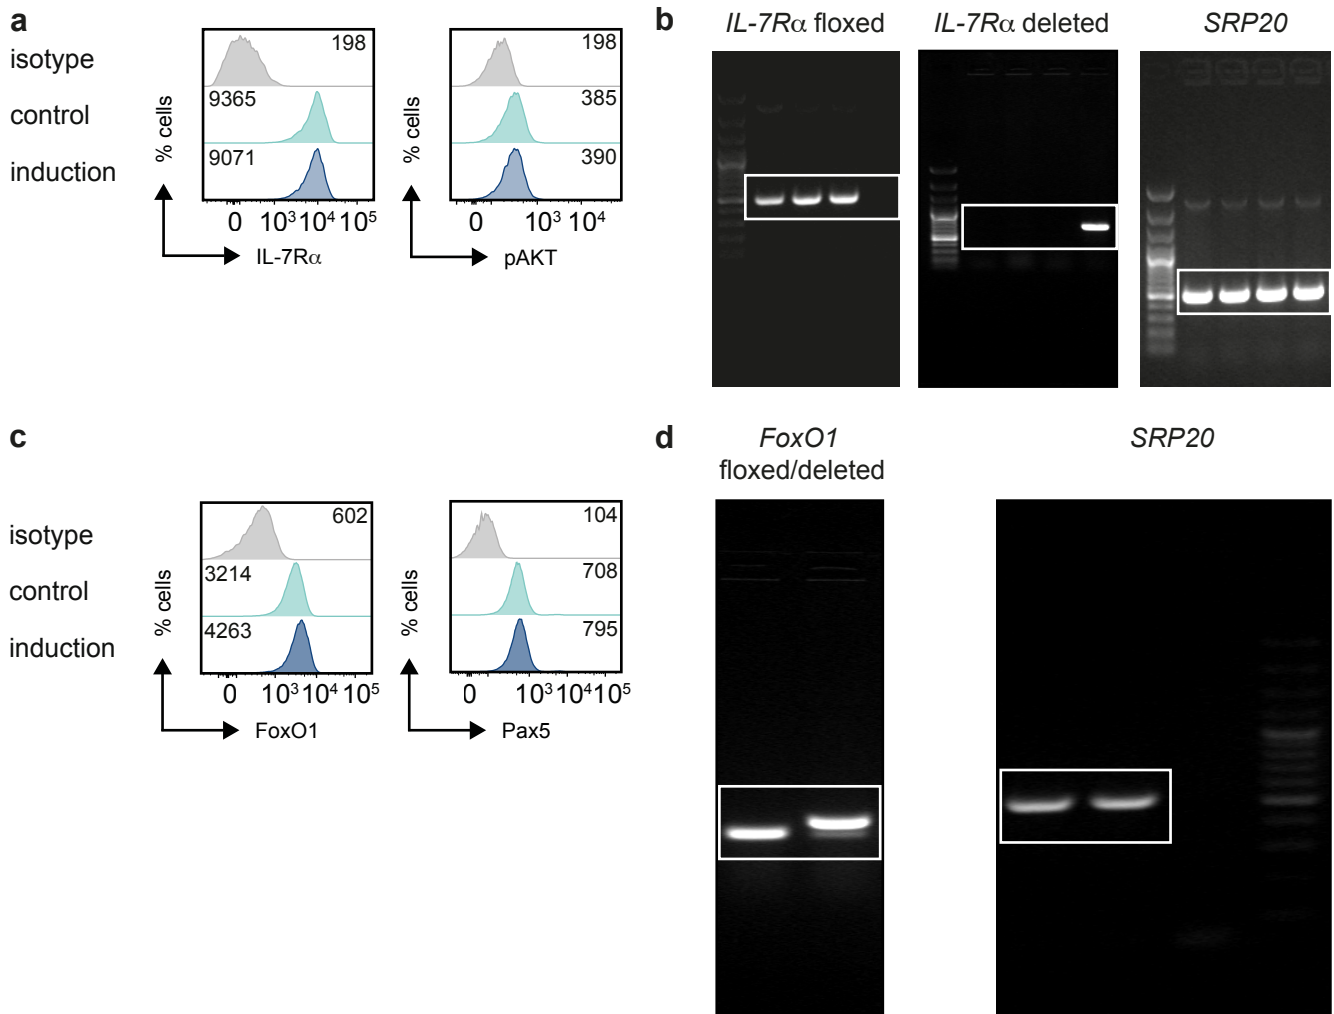 a
isotype
control
induction
% cells
198
9365
9071
0 10³ 10⁴ 10⁵
IL-7Rα
% cells
198
385
390
0 10³ 10⁴
pAKT
b
IL-7Rα floxed
IL-7Rα deleted
SRP20
c
isotype
control
induction
% cells
602
3214
4263
0 10³ 10⁴ 10⁵
FoxO1
% cells
104
708
795
0 10³ 10⁴ 10⁵
Pax5
d
FoxO1
floxed/deleted
SRP20